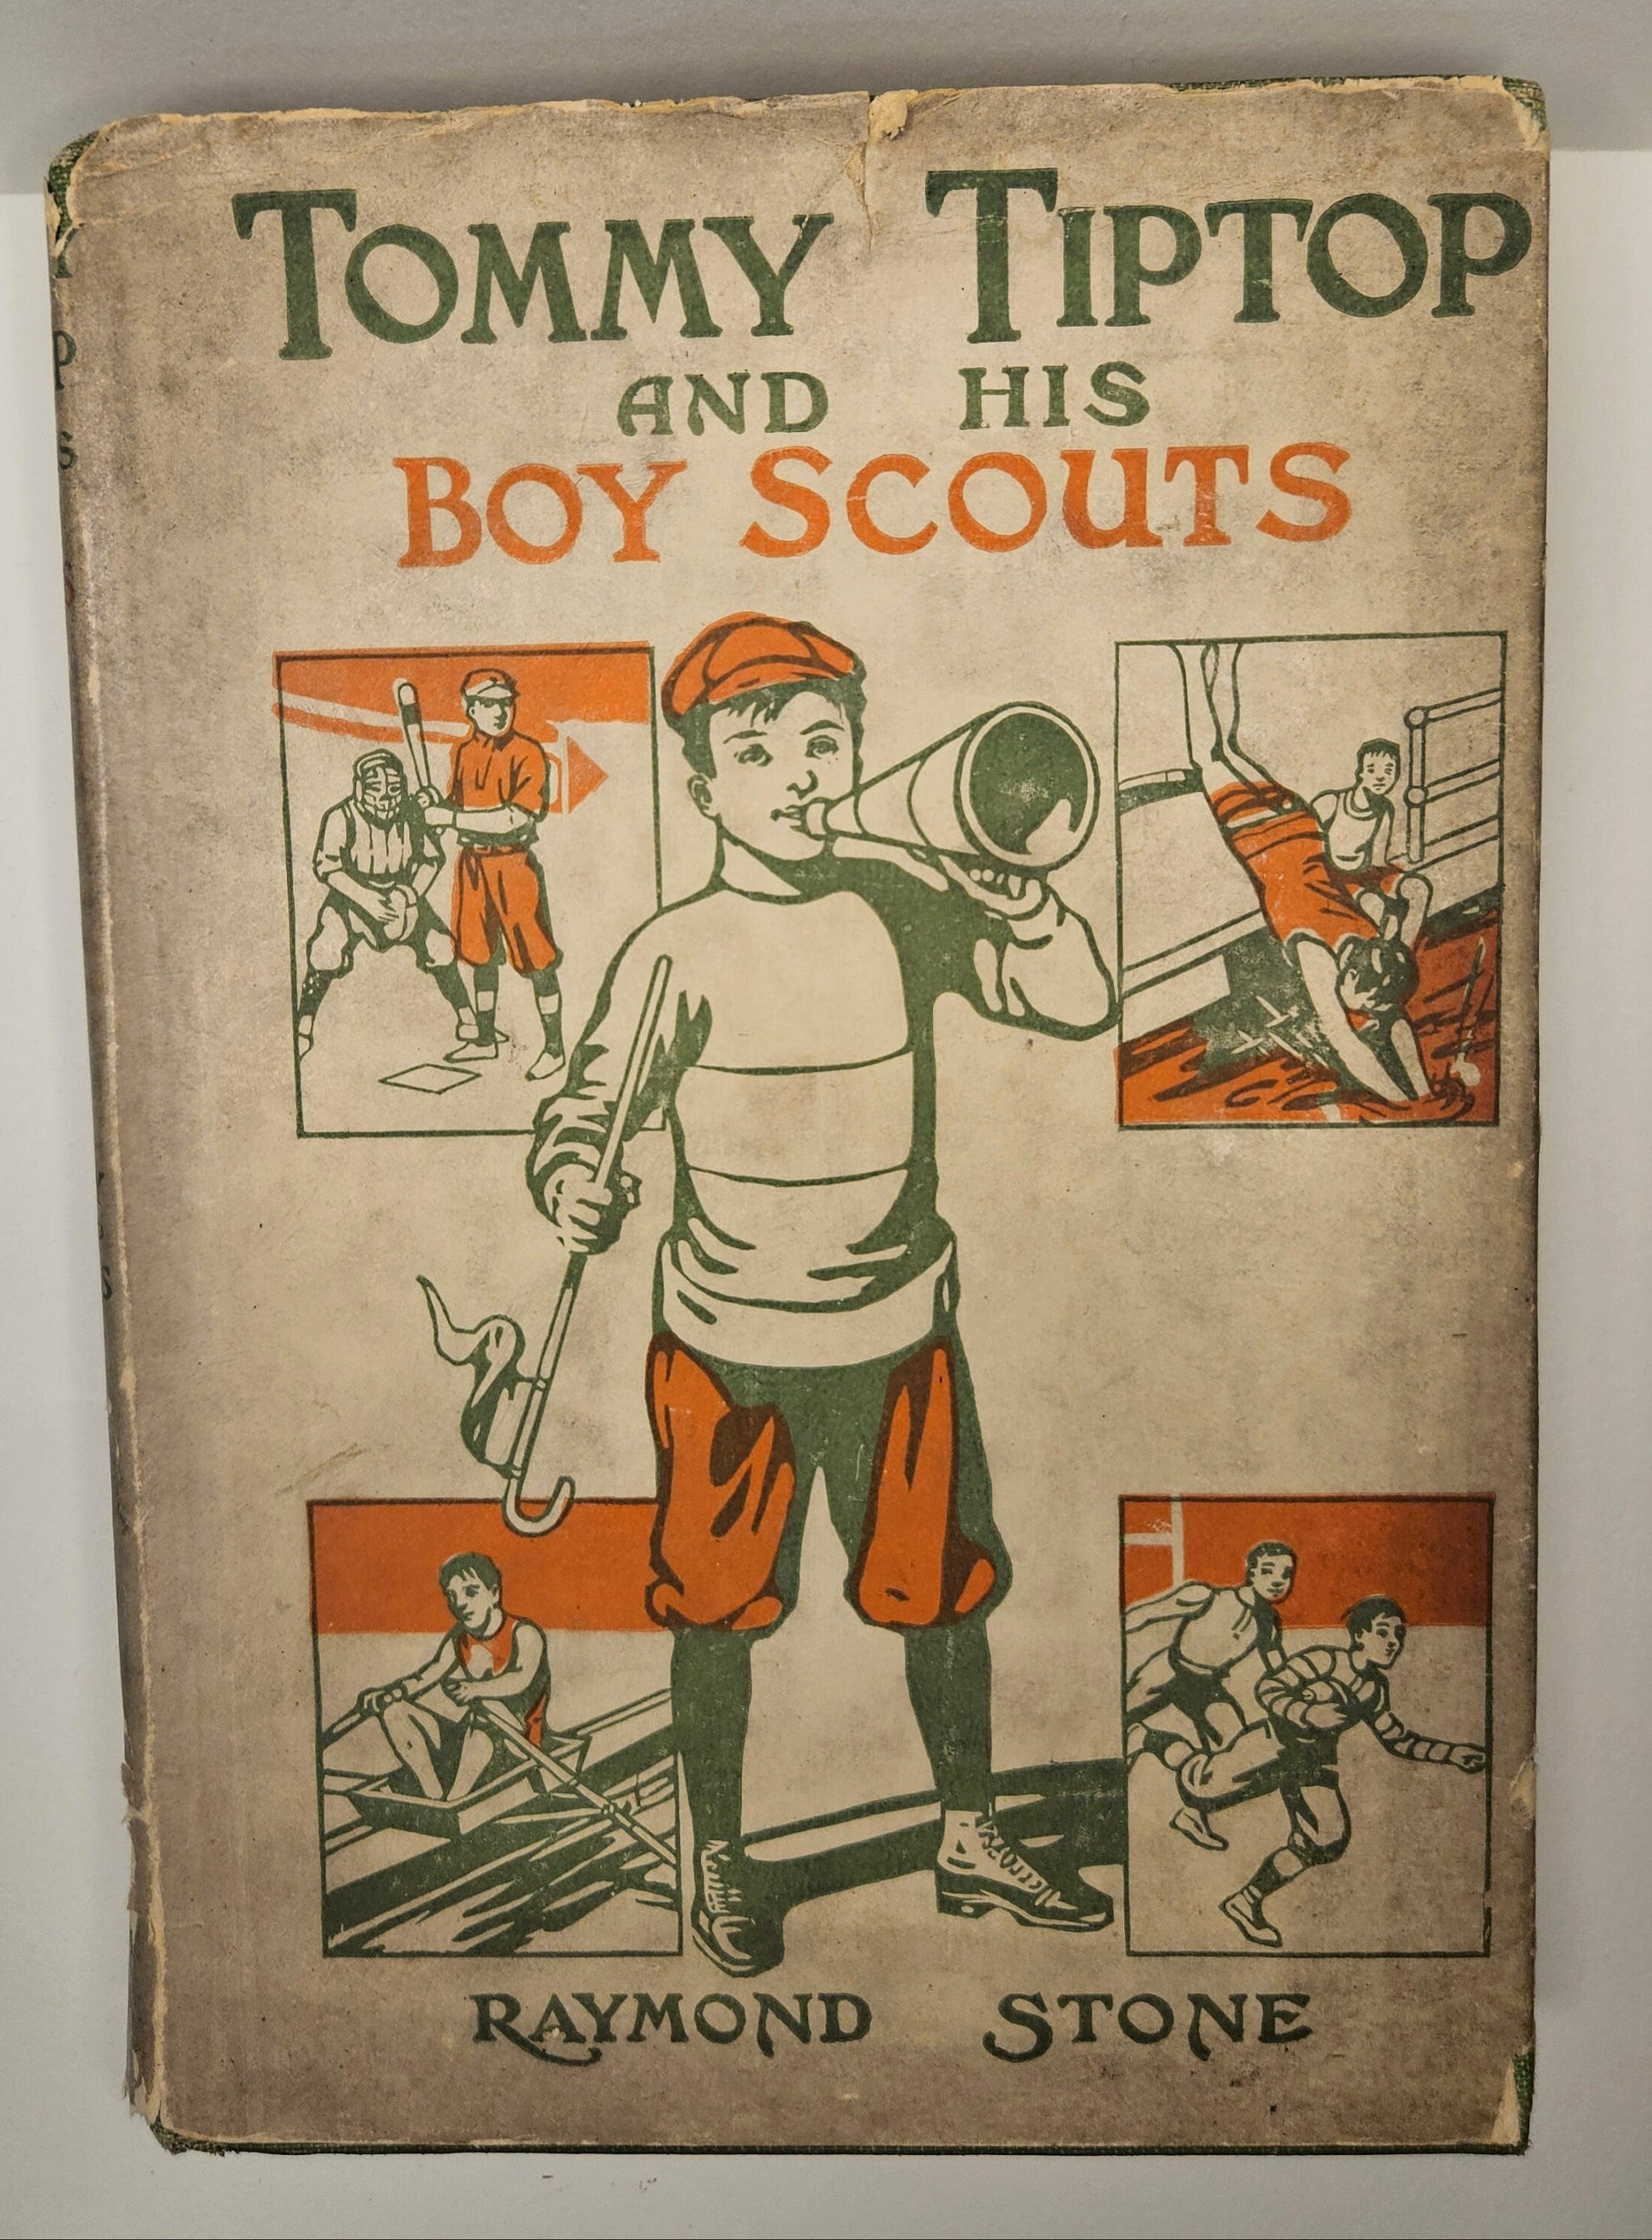 TOMMY TIPTOP
AND HIS
BOY SCOUTS
RAYMOND STONE